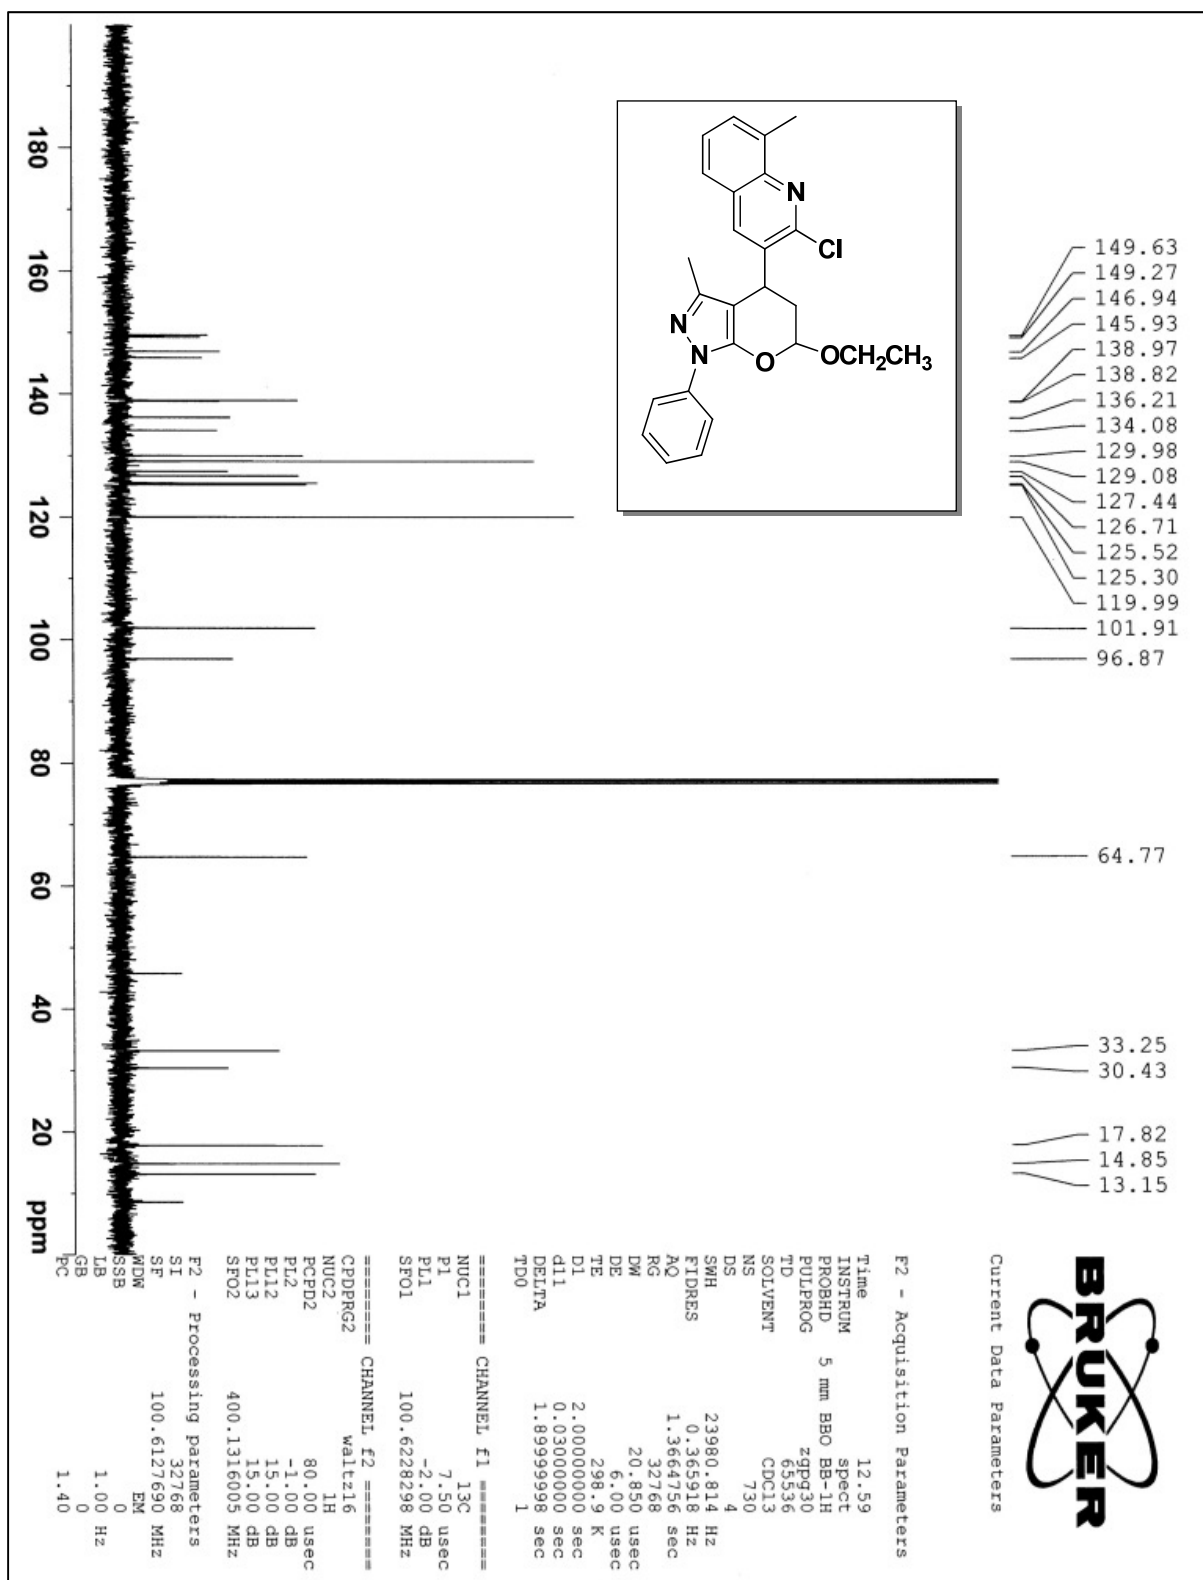 149.63
149.27
146.94
145.93
138.97
138.82
136.21
134.08
129.98
129.08
127.44
126.71
125.52
125.30
119.99
101.91
96.87
64.77
33.25
30.43
17.82
14.85
13.15
N
Cl
N
N
O
OCH₂CH₃
180
160
140
120
100
80
60
40
20
ppm
BRUKER
Current Data Parameters
F2 - Acquisition Parameters
Time 12.59
INSTRUM spect
PROBHD 5 mm BBO BB-1H
PULPROG zgpg30
TD 65536
SOLVENT CDCl3
NS 730
DS 4
SWH 23980.814 Hz
FIDRES 0.365918 Hz
AQ 1.3664756 sec
RG 32768
DW 20.850 usec
DE 6.00 usec
TE 298.9 K
D1 2.00000000 sec
d11 0.03000000 sec
DELTA 1.89999998 sec
TD0 1
======== CHANNEL f1 ========
NUC1 13C
P1 7.50 usec
PL1 -2.00 dB
SFO1 100.6228298 MHz
======== CHANNEL f2 ========
CPDPRG2 waltz16
NUC2 1H
PCPD2 80.00 usec
PL2 -1.00 dB
PL12 15.00 dB
PL13 15.00 dB
SFO2 400.1316005 MHz
F2 - Processing parameters
SI 32768
SF 100.6127690 MHz
WDW EM
SSB 0
LB 1.00 Hz
GB 0
PC 1.40